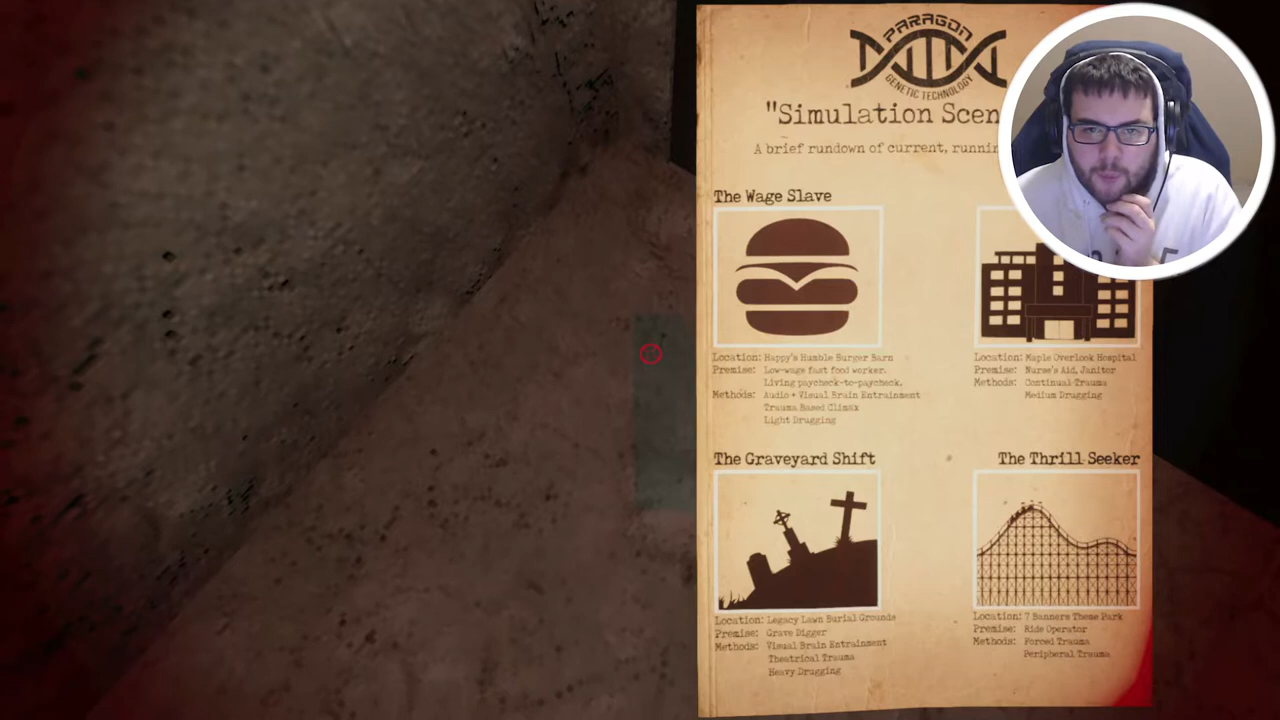 PARAGON
GENETIC TECHNOLOGY
"Simulation
A brief rundown of current,
The Wage Slave
Location: Happy's Humble Burger Barn
Premise: Low-wage fast food worker.
Living paycheck-to-paycheck.
Methods: Audio + Visual Brain Entrainment
Trauma Based Climax
Light Drugging
Location: Maple Overlook Hospital
Premise: Nurse's Aid, Janitor
Methods: Continual Trauma
Medium Drugging
The Graveyard Shift
Location: Legacy Lawn Burial Grounds
Premise: Grave Digger
Methods: Visual Brain Entrainment
Theatrical Trauma
Heavy Drugging
The Thrill Seeker
Location: 7 Banners Theme Park
Premise: Ride Operator
Methods: Forced Trauma
Peripheral Trauma